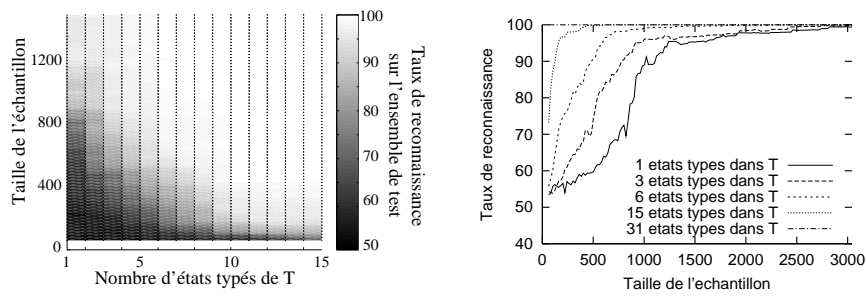 Taille de l'échantillon
1200
800
400
0
1
5
10
15
Nombre d'états typés de T
100
90
80
70
60
50
Taux de reconnaissance
sur l'ensemble de test
Taux de reconnaissance
100
90
80
70
60
50
40
1 etats types dans T
3 etats types dans T
6 etats types dans T
15 etats types dans T
31 etats types dans T
0 500 1000 1500 2000 2500 3000
Taille de l'echantillon